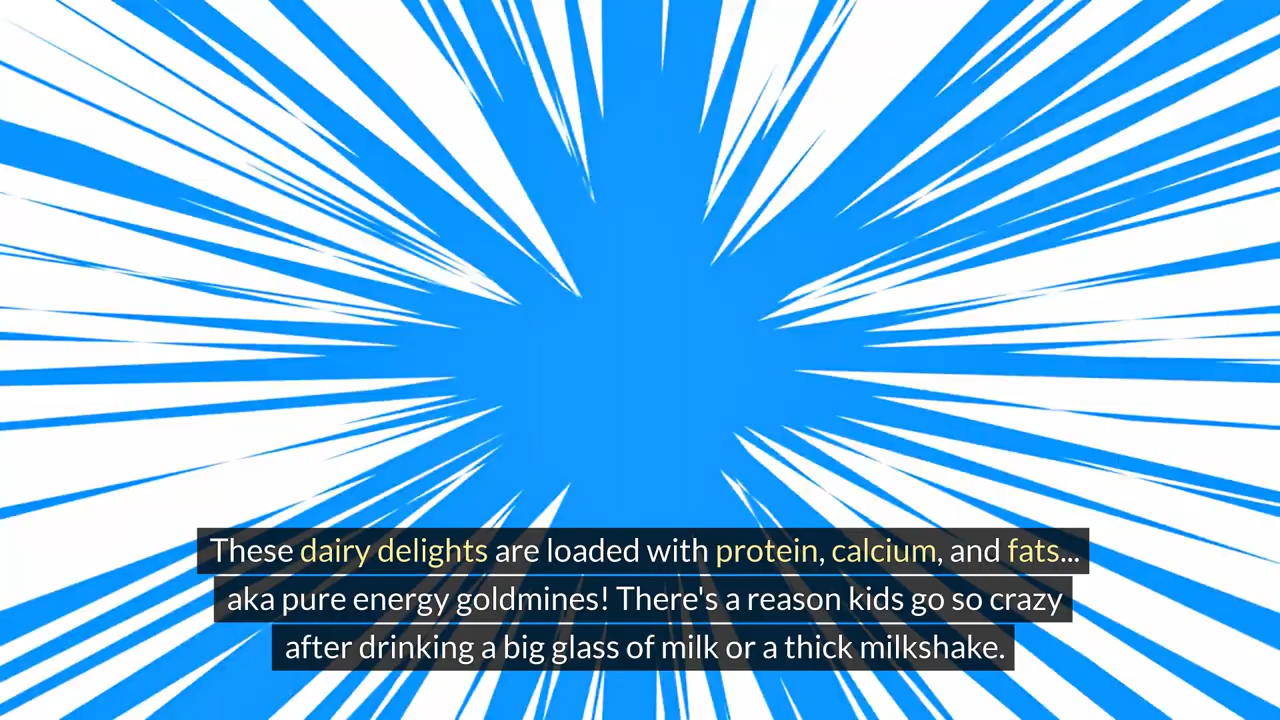 These dairy delights are loaded with protein, calcium, and fats...
aka pure energy goldmines! There's a reason kids go so crazy
after drinking a big glass of milk or a thick milkshake.